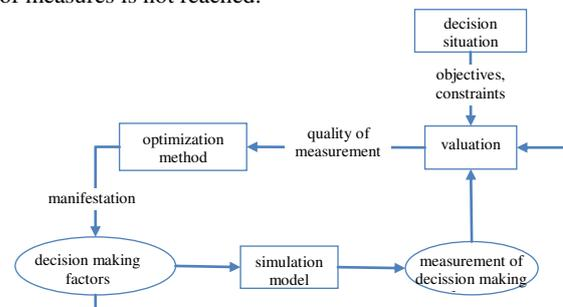 of measures is not reached.
decision
situation
objectives,
constraints
optimization
method
quality of
measurement
valuation
manifestation
decision making
factors
simulation
model
measurement of
decission making